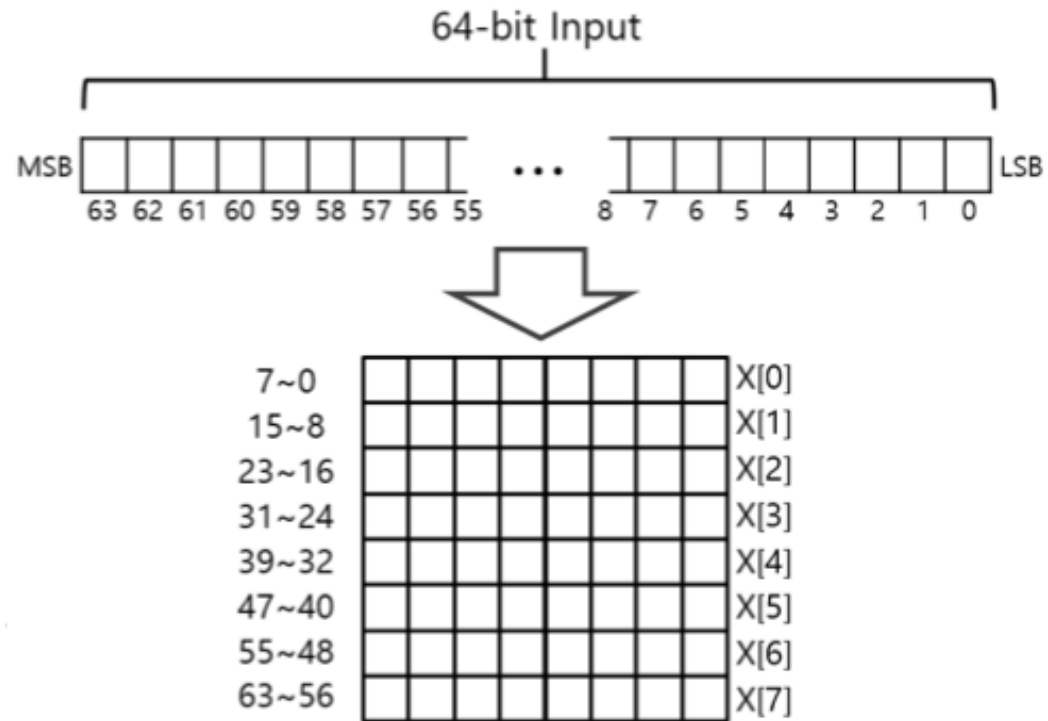 64-bit Input
MSB ... LSB
63 62 61 60 59 58 57 56 55 8 7 6 5 4 3 2 1 0
7~0 X[0]
15~8 X[1]
23~16 X[2]
31~24 X[3]
39~32 X[4]
47~40 X[5]
55~48 X[6]
63~56 X[7]